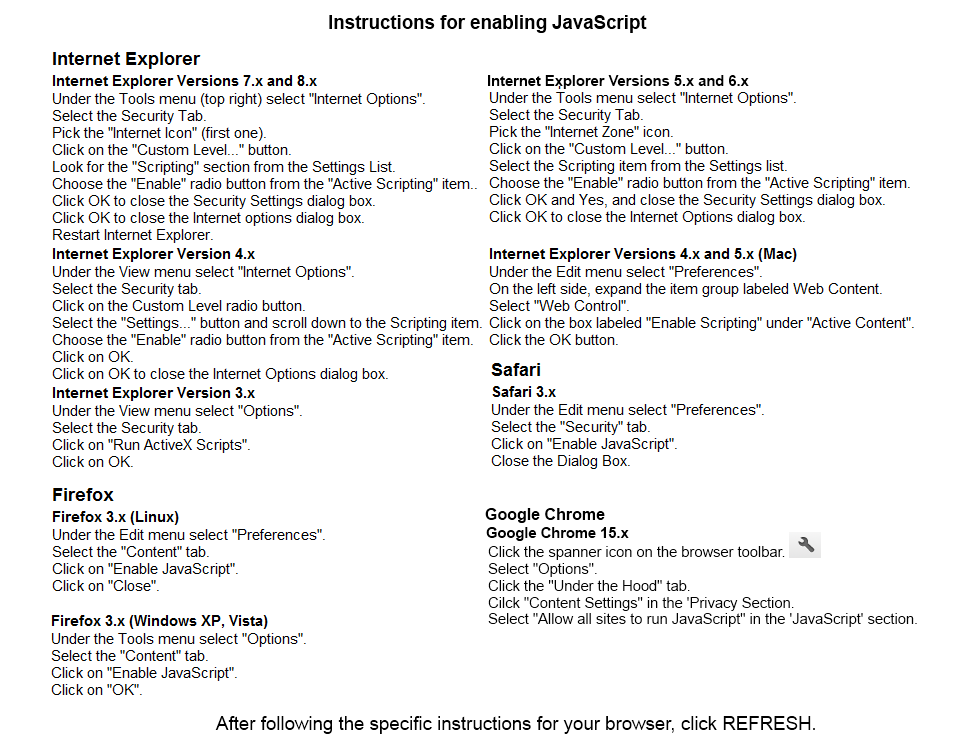 Instructions for enabling JavaScript
Internet Explorer
Internet Explorer Versions 7.x and 8.x
Under the Tools menu (top right) select "Internet Options".
Select the Security Tab.
Pick the "Internet Icon" (first one).
Click on the "Custom Level..." button.
Look for the "Scripting" section from the Settings List.
Choose the "Enable" radio button from the "Active Scripting" item..
Click OK to close the Security Settings dialog box.
Click OK to close the Internet options dialog box.
Restart Internet Explorer.
Internet Explorer Version 4.x
Under the View menu select "Internet Options".
Select the Security tab.
Click on the Custom Level radio button.
Select the "Settings..." button and scroll down to the Scripting item.
Choose the "Enable" radio button from the "Active Scripting" item.
Click on OK.
Click on OK to close the Internet Options dialog box.
Internet Explorer Version 3.x
Under the View menu select "Options".
Select the Security tab.
Click on "Run ActiveX Scripts".
Click on OK.
Internet Explorer Versions 5.x and 6.x
Under the Tools menu select "Internet Options".
Select the Security Tab.
Pick the "Internet Zone" icon.
Click on the "Custom Level..." button.
Select the Scripting item from the Settings list.
Choose the "Enable" radio button from the "Active Scripting" item.
Click OK and Yes, and close the Security Settings dialog box.
Click OK to close the Internet Options dialog box.
Internet Explorer Versions 4.x and 5.x (Mac)
Under the Edit menu select "Preferences".
On the left side, expand the item group labeled Web Content.
Select "Web Control".
Click on the box labeled "Enable Scripting" under "Active Content".
Click the OK button.
Safari
Safari 3.x
Under the Edit menu select "Preferences".
Select the "Security" tab.
Click on "Enable JavaScript".
Close the Dialog Box.
Firefox
Firefox 3.x (Linux)
Under the Edit menu select "Preferences".
Select the "Content" tab.
Click on "Enable JavaScript".
Click on "Close".
Firefox 3.x (Windows XP, Vista)
Under the Tools menu select "Options".
Select the "Content" tab.
Click on "Enable JavaScript".
Click on "OK".
Google Chrome
Google Chrome 15.x
Click the spanner icon on the browser toolbar.
Select "Options".
Click the "Under the Hood" tab.
Cilck "Content Settings" in the 'Privacy Section.
Select "Allow all sites to run JavaScript" in the 'JavaScript' section.
After following the specific instructions for your browser, click REFRESH.